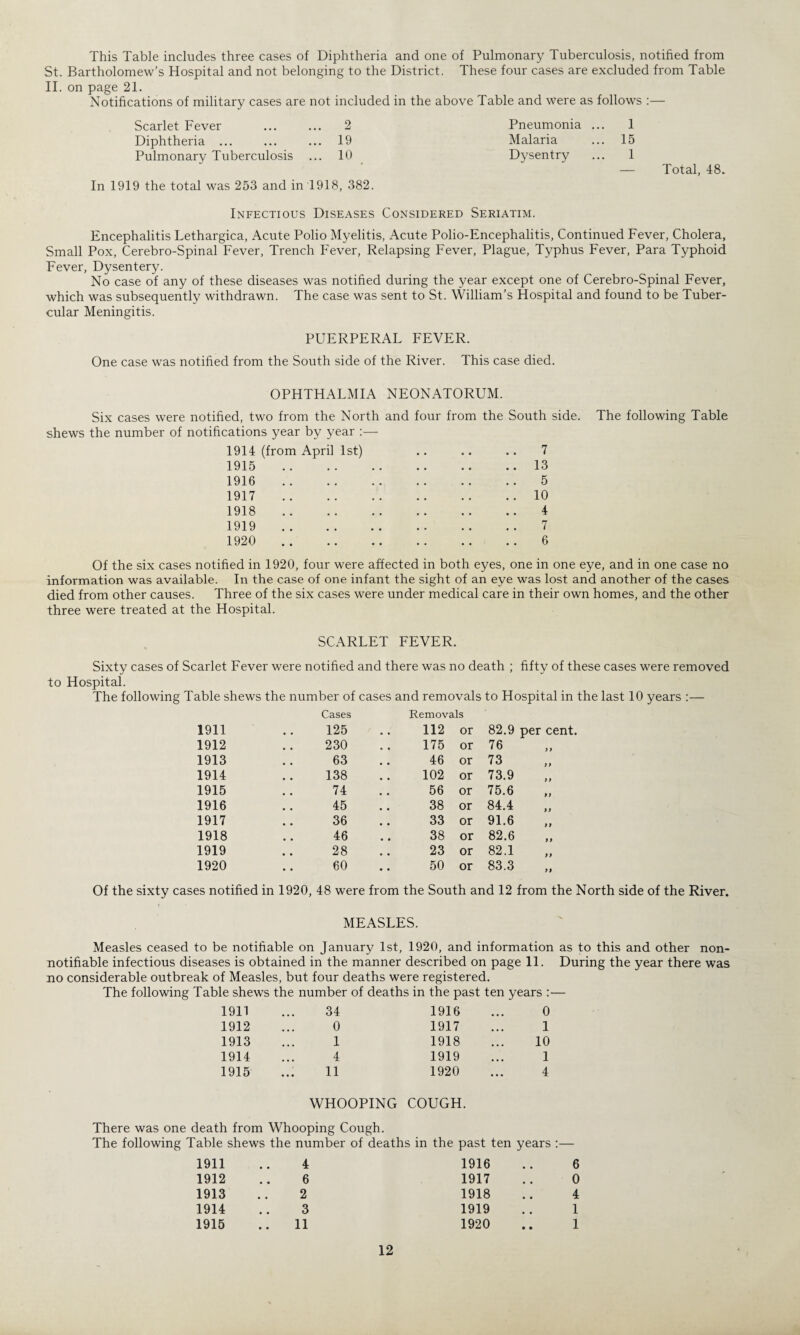 This Table includes three cases of Diphtheria and one of Pulmonary Tuberculosis, notified from
St. Bartholomew's Hospital and not belonging to the District. These four cases are excluded from Table
II. on page 21.
Notifications of military cases are not included in the above Table and were as follows :—
Scarlet Fever ... ... 2 Pneumonia ... 1
Diphtheria ... ... ... 19 Malaria ... 15
Pulmonary Tuberculosis ... 10 Dysentry ... 1
— Total, 48.
In 1919 the total was 253 and in 1918, 382.
Infectious Diseases Considered Seriatim.
Encephalitis Lethargica, Acute Polio Myelitis, Acute Polio-Encephalitis, Continued Fever, Cholera,
Small Pox, Cerebro-Spinal Fever, Trench Fever, Relapsing Fever, Plague, Typhus Fever, Para Typhoid
Fever, Dysentery.
No case of any of these diseases was notified during the year except one of Cerebro-Spinal Fever,
which was subsequently withdrawn. The case was sent to St. William's Hospital and found to be Tuber-
cular Meningitis.
PUERPERAL FEVER.
One case was notified from the South side of the River. This case died.
OPHTHALMIA NEONATORUM.
Six cases were notified, two from the North and four from the South side. The following Table
shews the number of notifications year by year :—
1914 (from April 1st) .. .. .. 7
1915 .. .. .. .. .. .. 13
1916 .. .. .. .. .. .. 5
1917 .. .. .. .. .. .. 10
1918 .. .. .. .. .. .. 4
1919 .. .. .. .. .. .. 7
1920 .. .. .. .. .. .. 6
Of the six cases notified in 1920, four were affected in both eyes, one in one eye, and in one case no
information was available. In the case of one infant the sight of an eye was lost and another of the cases
died from other causes. Three of the six cases were under medical care in their own homes, and the other
three were treated at the Hospital.
SCARLET FEVER.
Sixty cases of Scarlet Fever were notified and there was no death ; fifty of these cases were removed
to Hospital.
The following Table shews the number of cases and removals to Hospital in the last 10 years :—
Cases Removals
1911 .. 125 .. 112 or 82.9 per cent.
1912 .. 230 .. 175 or 76 ,,
1913 .. 63 .. 46 or 73 ,,
1914 .. 138 .. 102 or 73.9 ,,
1915 .. 74 .. 56 or 75.6 ,,
1916 .. 45 .. 38 or 84.4 ,,
1917 .. 36 .. 33 or 91.6 ,,
1918 .. 46 .. 38 or 82.6 ,,
1919 .. 28 .. 23 or 82.1 ,,
1920 .. 60 .. 50 or 83.3 ,,
Of the sixty cases notified in 1920, 48 were from the South and 12 from the North side of the River.
MEASLES.
Measles ceased to be notifiable on January 1st, 1920, and information as to this and other non-
notifiable infectious diseases is obtained in the manner described on page 11. During the year there was
no considerable outbreak of Measles, but four deaths were registered.
The following Table shews the number of deaths in the past ten years :—
1911 ... 34 1916 ... 0
1912 ... 0 1917 ... 1
1913 ... 1 1918 ... 10
1914 ... 4 1919 ... 1
1915 ... 11 1920 ... 4
WHOOPING COUGH.
There was one death from Whooping Cough.
The following Table shews the number of deaths in the past ten years :—
1911 .. 4 1916 .. 6
1912 .. 6 1917 .. 0
1913 .. 2 1918 .. 4
1914 .. 3 1919 .. 1
1915 .. 11 1920 .. 1
12